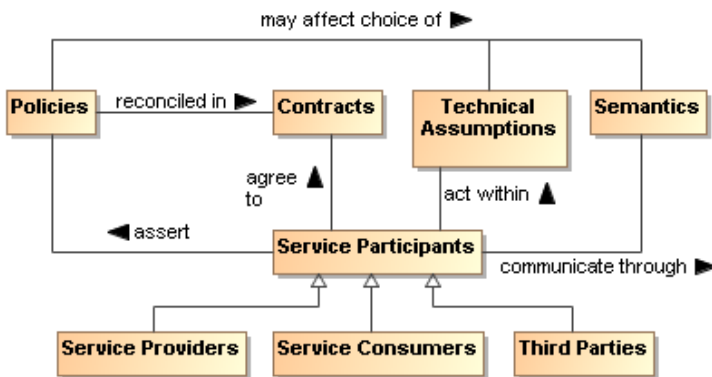 may affect choice of
Policies
reconciled in
Contracts
Technical
Assumptions
Semantics
agree
to
act within
assert
Service Participants
communicate through
Service Providers
Service Consumers
Third Parties